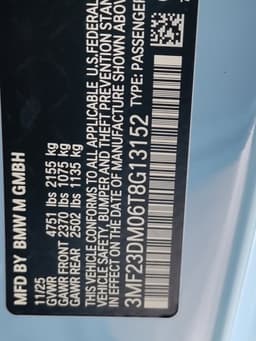 MFD BY: BMW M GMBH
11/25
GVWR 4751 lbs 2155 kg
GAWR FRONT 2370 lbs 1075 kg
GAWR REAR 2502 lbs 1135 kg
THIS VEHICLE CONFORMS TO ALL APPLICABLE U.S.FEDERAL
VEHICLE SAFETY, BUMPER AND THEFT PREVENTION STAN
IN EFFECT ON THE DATE OF MANUFACTURE SHOWN AB
3MF23DM06T8G13152 TYPE: PASSENGER